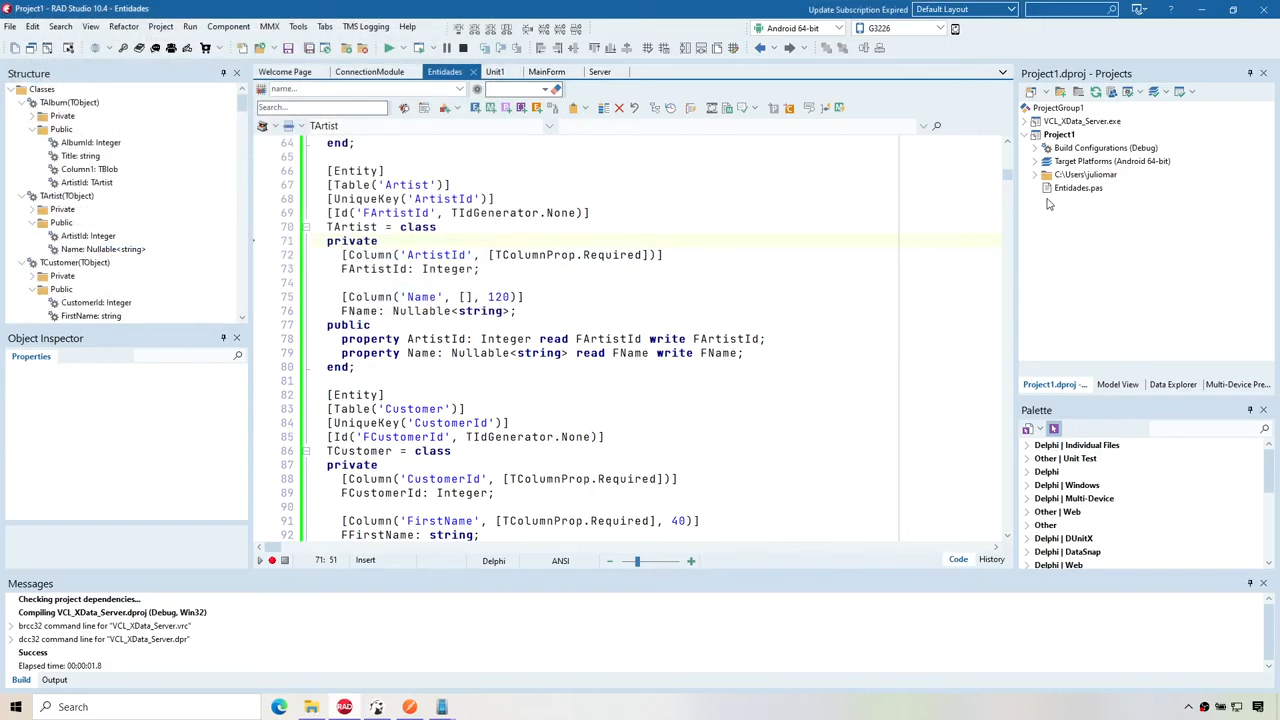 Project1 - RAD Studio 10.4 - Entidades
Update Subscription Expired
Default Layout
File Edit Search View Refactor Project Run Component MMX Tools Tabs TMS Logging Help
Android 64-bit
G3226
Structure
Classes
TAlbum(TObject)
Private
Public
AlbumId: Integer
Title: string
Column1: TBlob
ArtistId: TArtist
TArtist(TObject)
Private
Public
ArtistId: Integer
Name: Nullable<string>
TCustomer(TObject)
Private
Public
CustomerId: Integer
FirstName: string
Object Inspector
Properties
Welcome Page ConnectionModule Entidades Unit1 MainForm Server
name...
Search...
TArtist
64 end;
65
66 [Entity]
67 [Table('Artist')]
68 [UniqueKey('ArtistId')]
69 [Id('FArtistId', TIdGenerator.None)]
70 TArtist = class
71 private
72 [Column('ArtistId', [TColumnProp.Required])]
73 FArtistId: Integer;
74
75 [Column('Name', [], 120)]
76 FName: Nullable<string>;
77 public
78 property ArtistId: Integer read FArtistId write FArtistId;
79 property Name: Nullable<string> read FName write FName;
80 end;
81
82 [Entity]
83 [Table('Customer')]
84 [UniqueKey('CustomerId')]
85 [Id('FCustomerId', TIdGenerator.None)]
86 TCustomer = class
87 private
88 [Column('CustomerId', [TColumnProp.Required])]
89 FCustomerId: Integer;
90
91 [Column('FirstName', [TColumnProp.Required], 40)]
92 FFirstName: string;
71: 51 Insert Delphi ANSI
Code History
Project1.dproj - Projects
ProjectGroup1
VCL_XData_Server.exe
Project1
Build Configurations (Debug)
Target Platforms (Android 64-bit)
C:\Users\juliomar
Entidades.pas
Project1.dproj -... Model View Data Explorer Multi-Device Pre...
Palette
Delphi | Individual Files
Other | Unit Test
Delphi
Delphi | Windows
Delphi | Multi-Device
Other | Web
Other
Delphi | DUnitX
Delphi | DataSnap
Delphi | Web
Messages
Checking project dependencies...
Compiling VCL_XData_Server.dproj (Debug, Win32)
brcc32 command line for "VCL_XData_Server.vrc"
dcc32 command line for "VCL_XData_Server.dpr"
Success
Elapsed time: 00:00:01.8
Build Output
Search
RAD